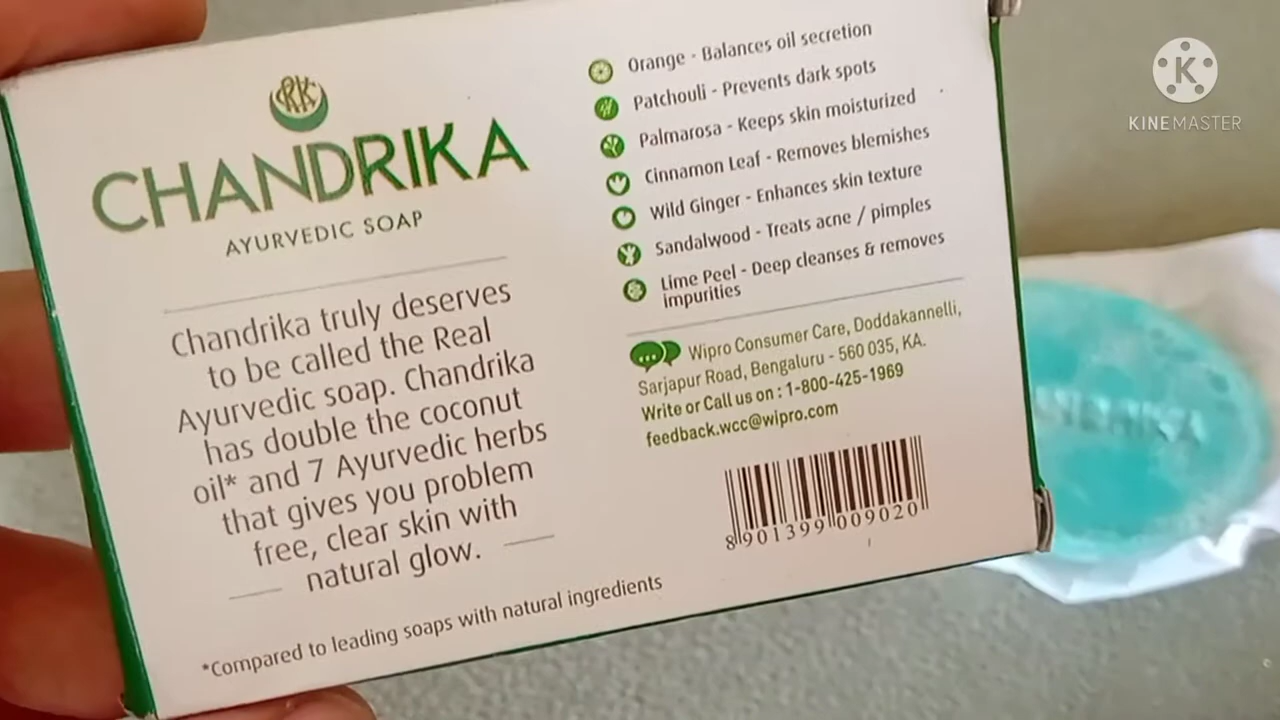 RK
CHANDRIKA
AYURVEDIC SOAP
Chandrika truly deserves
to be called the Real
Ayurvedic soap. Chandrika
has double the coconut
oil* and 7 Ayurvedic herbs
that gives you problem
free, clear skin with
natural glow.
*Compared to leading soaps with natural ingredients
Orange - Balances oil secretion
Patchouli - Prevents dark spots
Palmarosa - Keeps skin moisturized
Cinnamon Leaf - Removes blemishes
Wild Ginger - Enhances skin texture
Sandalwood - Treats acne / pimples
Lime Peel - Deep cleanses & removes
impurities
Wipro Consumer Care, Doddakannelli,
Sarjapur Road, Bengaluru - 560 035, KA.
Write or Call us on : 1-800-425-1969
feedback.wcc@wipro.com
8 901399 009020
K
KINEMASTER